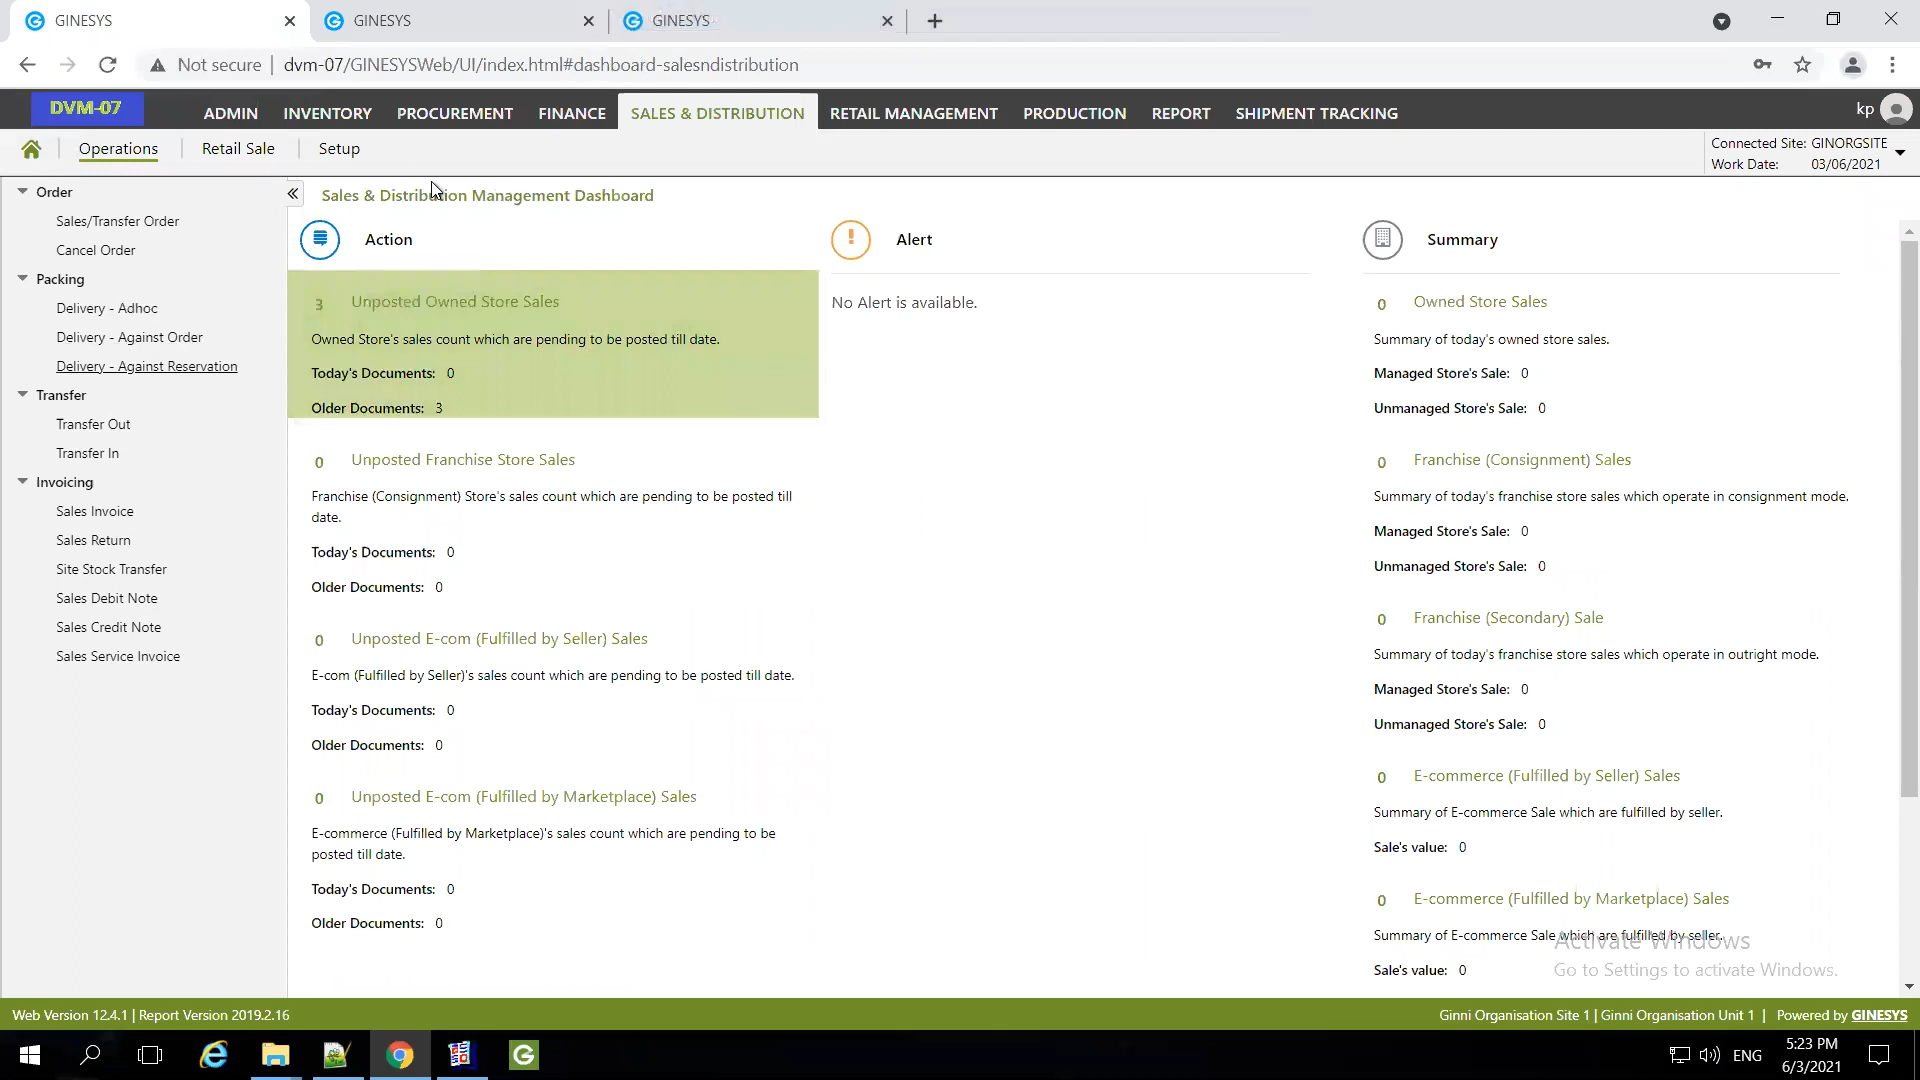 GINESYS
GINESYS
GINESYS
Not secure
dvm-07/GINESYSWeb/UI/index.html#dashboard-salesndistribution
DVM-07
ADMIN
INVENTORY
PROCUREMENT
FINANCE
SALES & DISTRIBUTION
RETAIL MANAGEMENT
PRODUCTION
REPORT
SHIPMENT TRACKING
kp
Operations
Retail Sale
Setup
Connected Site: GINORGSITE
Work Date: 03/06/2021
Order
Sales/Transfer Order
Cancel Order
Packing
Delivery - Adhoc
Delivery - Against Order
Delivery - Against Reservation
Transfer
Transfer Out
Transfer In
Invoicing
Sales Invoice
Sales Return
Site Stock Transfer
Sales Debit Note
Sales Credit Note
Sales Service Invoice
Sales & Distribution Management Dashboard
Action
3 Unposted Owned Store Sales
Owned Store's sales count which are pending to be posted till date.
Today's Documents: 0
Older Documents: 3
0 Unposted Franchise Store Sales
Franchise (Consignment) Store's sales count which are pending to be posted till
date.
Today's Documents: 0
Older Documents: 0
0 Unposted E-com (Fulfilled by Seller) Sales
E-com (Fulfilled by Seller)'s sales count which are pending to be posted till date.
Today's Documents: 0
Older Documents: 0
0 Unposted E-com (Fulfilled by Marketplace) Sales
E-commerce (Fulfilled by Marketplace)'s sales count which are pending to be
posted till date.
Today's Documents: 0
Older Documents: 0
Alert
No Alert is available.
Summary
0 Owned Store Sales
Summary of today's owned store sales.
Managed Store's Sale: 0
Unmanaged Store's Sale: 0
0 Franchise (Consignment) Sales
Summary of today's franchise store sales which operate in consignment mode.
Managed Store's Sale: 0
Unmanaged Store's Sale: 0
0 Franchise (Secondary) Sale
Summary of today's franchise store sales which operate in outright mode.
Managed Store's Sale: 0
Unmanaged Store's Sale: 0
0 E-commerce (Fulfilled by Seller) Sales
Summary of E-commerce Sale which are fulfilled by seller.
Sale's value: 0
0 E-commerce (Fulfilled by Marketplace) Sales
Summary of E-commerce Sale which are fulfilled by seller.
Sale's value: 0
Activate Windows
Go to Settings to activate Windows.
Web Version 12.4.1 | Report Version 2019.2.16
Ginni Organisation Site 1 | Ginni Organisation Unit 1 | Powered by GINESYS
ENG
5:23 PM
6/3/2021